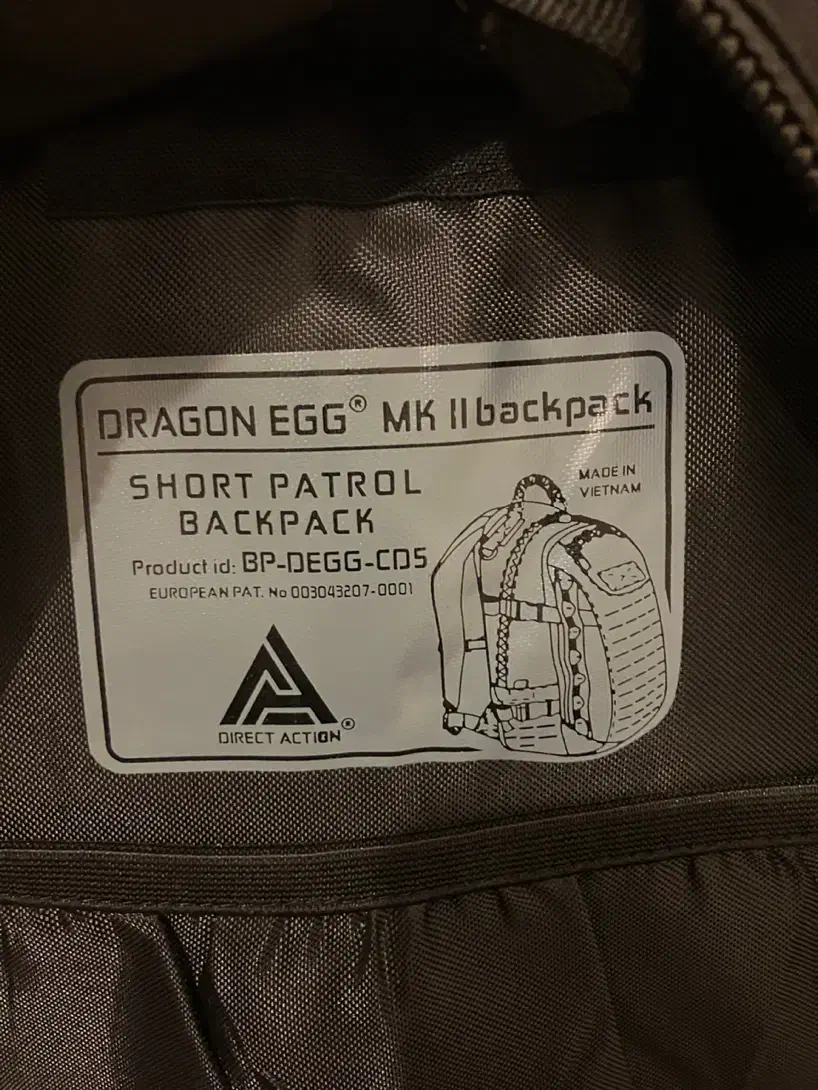 DRAGON EGG® MK II backpack
SHORT PATROL
BACKPACK
MADE IN
VIETNAM
Product id: BP-DEGG-CD5
EUROPEAN PAT. No 003043207-0001
DIRECT ACTION®